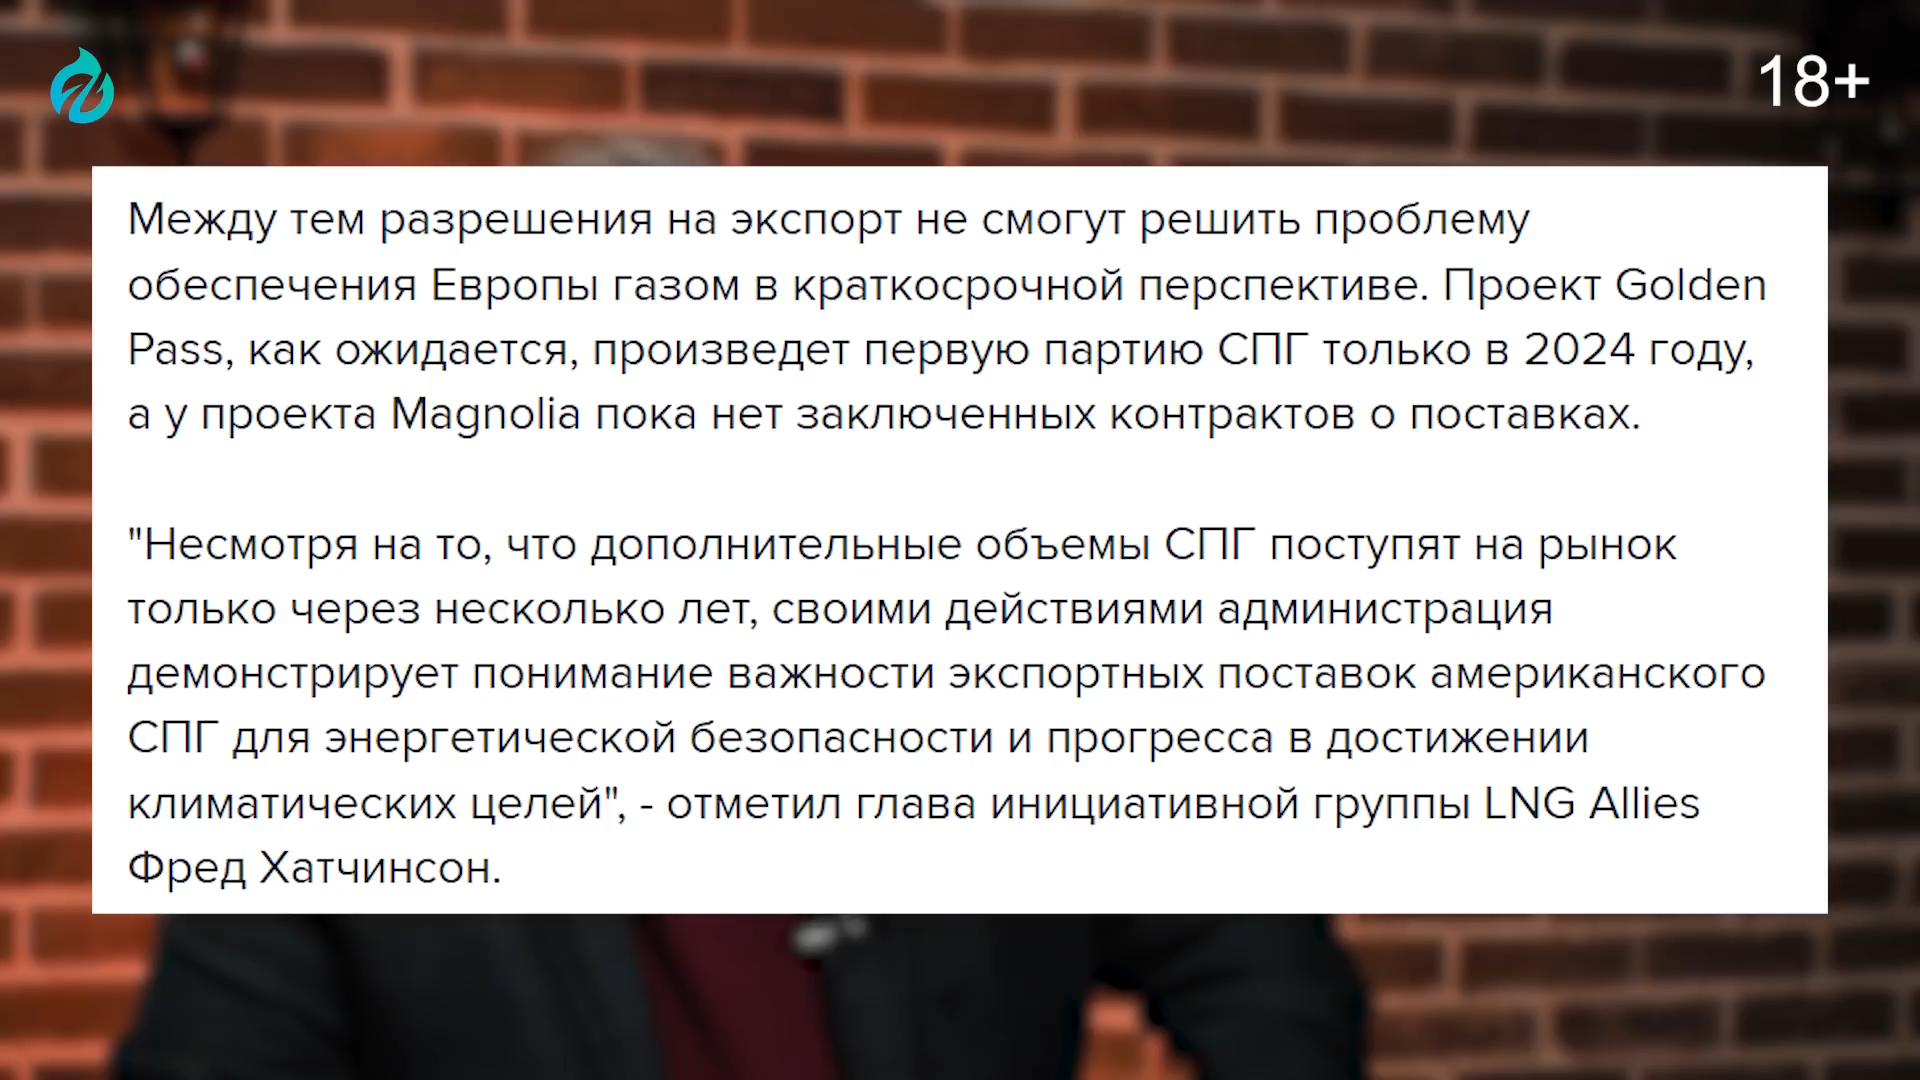 18+
Между тем разрешения на экспорт не смогут решить проблему
обеспечения Европы газом в краткосрочной перспективе. Проект Golden
Pass, как ожидается, произведет первую партию СПГ только в 2024 году,
а у проекта Magnolia пока нет заключенных контрактов о поставках.
"Несмотря на то, что дополнительные объемы СПГ поступят на рынок
только через несколько лет, своими действиями администрация
демонстрирует понимание важности экспортных поставок американского
СПГ для энергетической безопасности и прогресса в достижении
климатических целей", - отметил глава инициативной группы LNG Allies
Фред Хатчинсон.